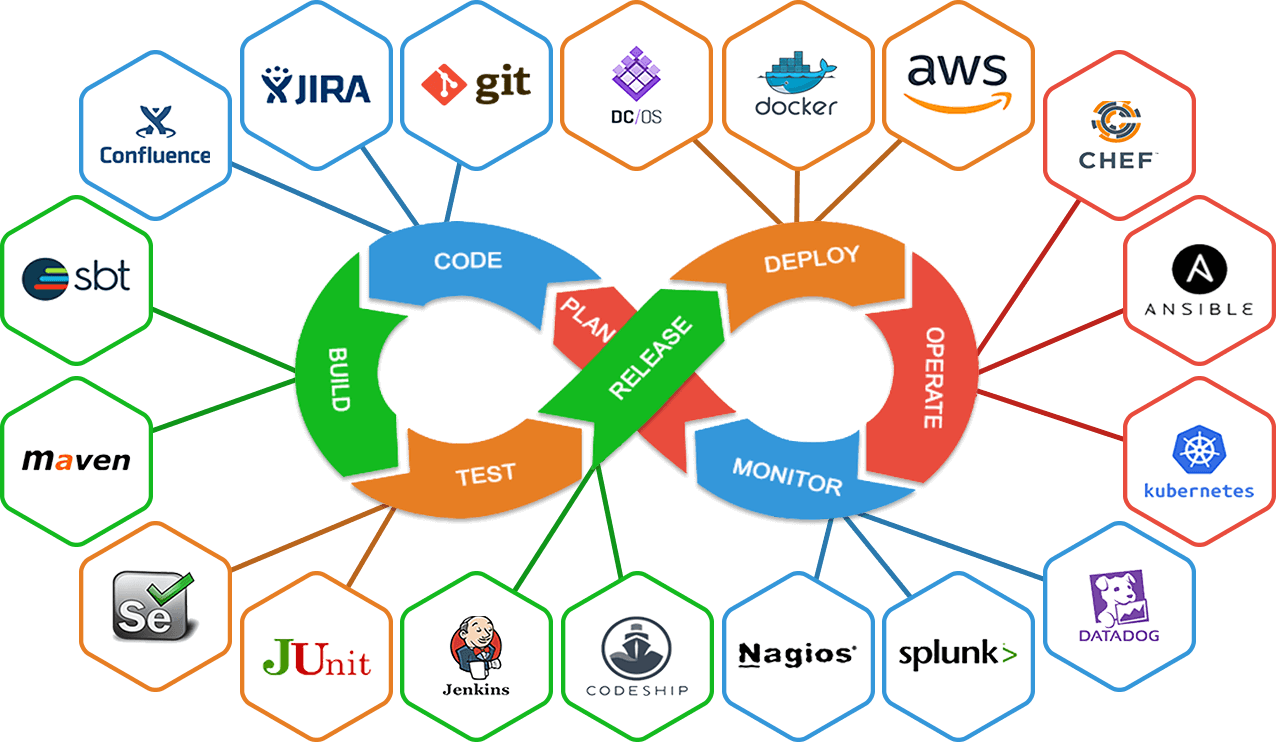 JIRA
git
DC/OS
docker
aws
Confluence
CHEF
sbt
ANSIBLE
CODE
DEPLOY
PLAN
RELEASE
BUILD
OPERATE
maven
TEST
MONITOR
kubernetes
Se
JUnit
Jenkins
CODESHIP
Nagios®
splunk>
DATADOG